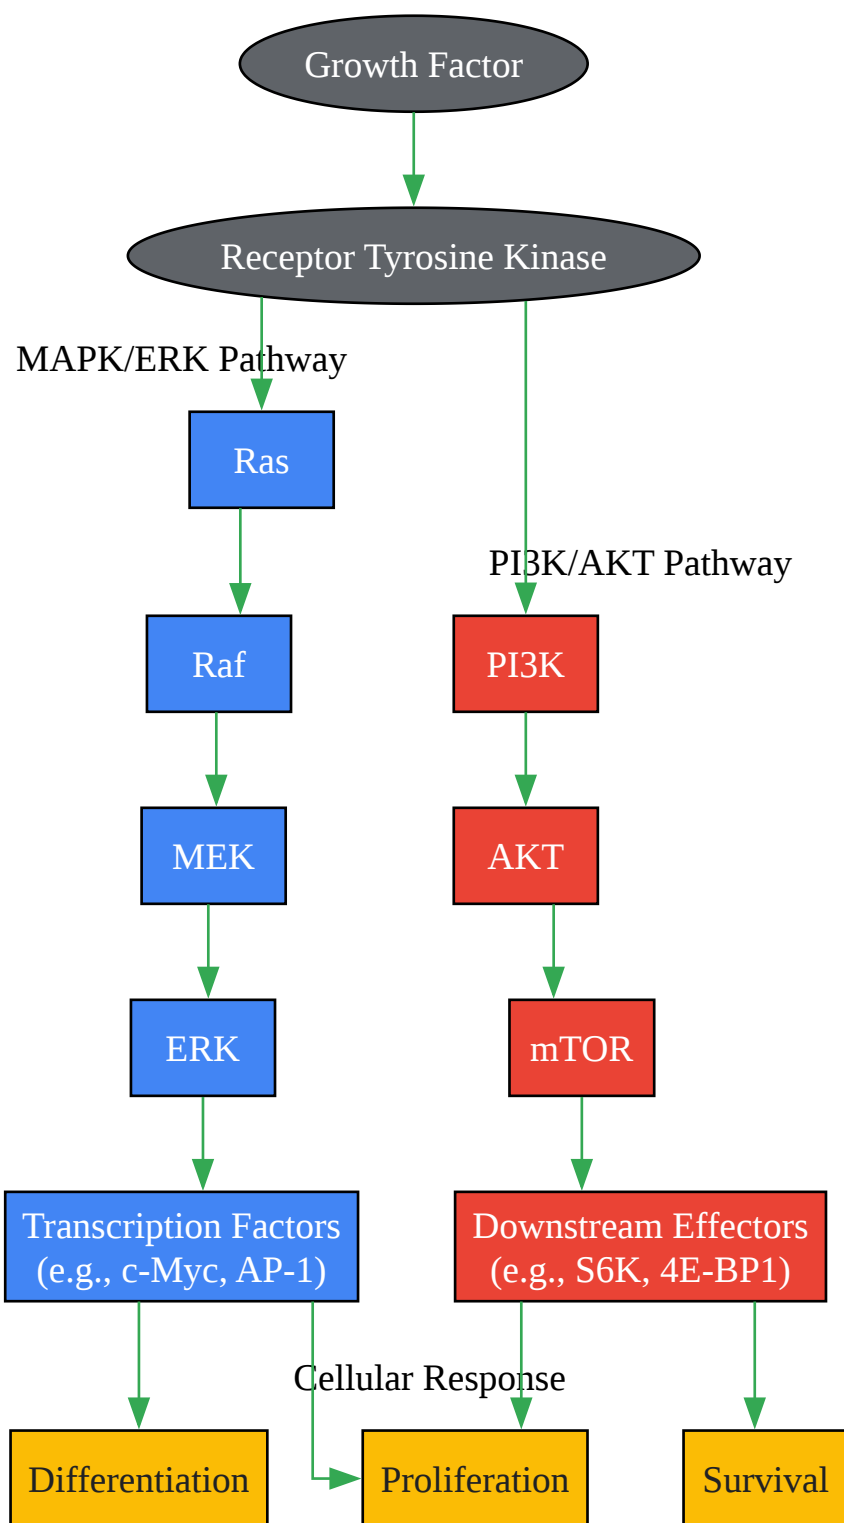 Growth Factor
Receptor Tyrosine Kinase
MAPK/ERK Pathway
Ras
PI3K/AKT Pathway
Raf
PI3K
MEK
AKT
ERK
mTOR
Transcription Factors
(e.g., c-Myc, AP-1)
Downstream Effectors
(e.g., S6K, 4E-BP1)
Cellular Response
Differentiation
Proliferation
Survival